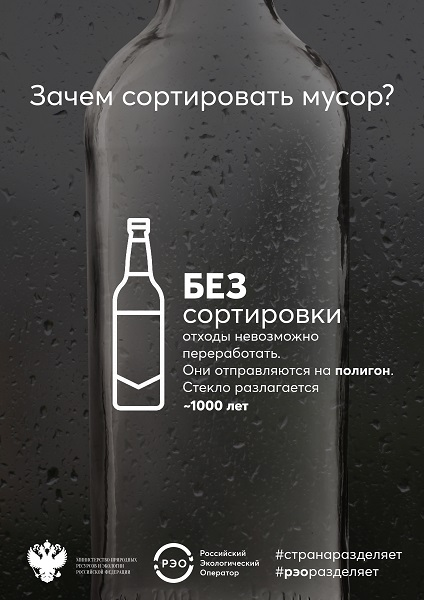 Зачем сортировать мусор?
БЕЗ
сортировки
отходы невозможно
переработать.
Они отправляются на полигон.
Стекло разлагается
~1000 лет
МИНИСТЕРСТВО ПРИРОДНЫХ
РЕСУРСОВ И ЭКОЛОГИИ
РОССИЙСКОЙ ФЕДЕРАЦИИ
РЭО
Российский
Экологический
Оператор
#странаразделяет
#рэоразделяет